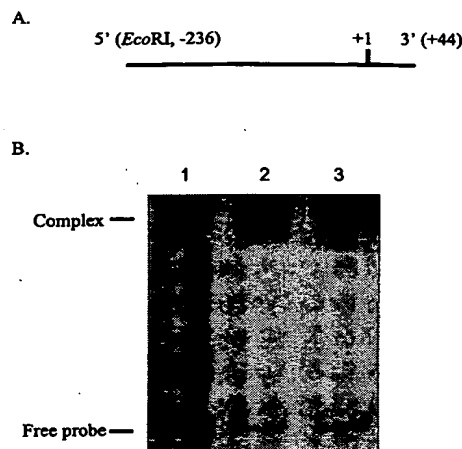 A.
5' (EcoRI, -236) +1 3' (+44)
B.
1 2 3
Complex
Free probe